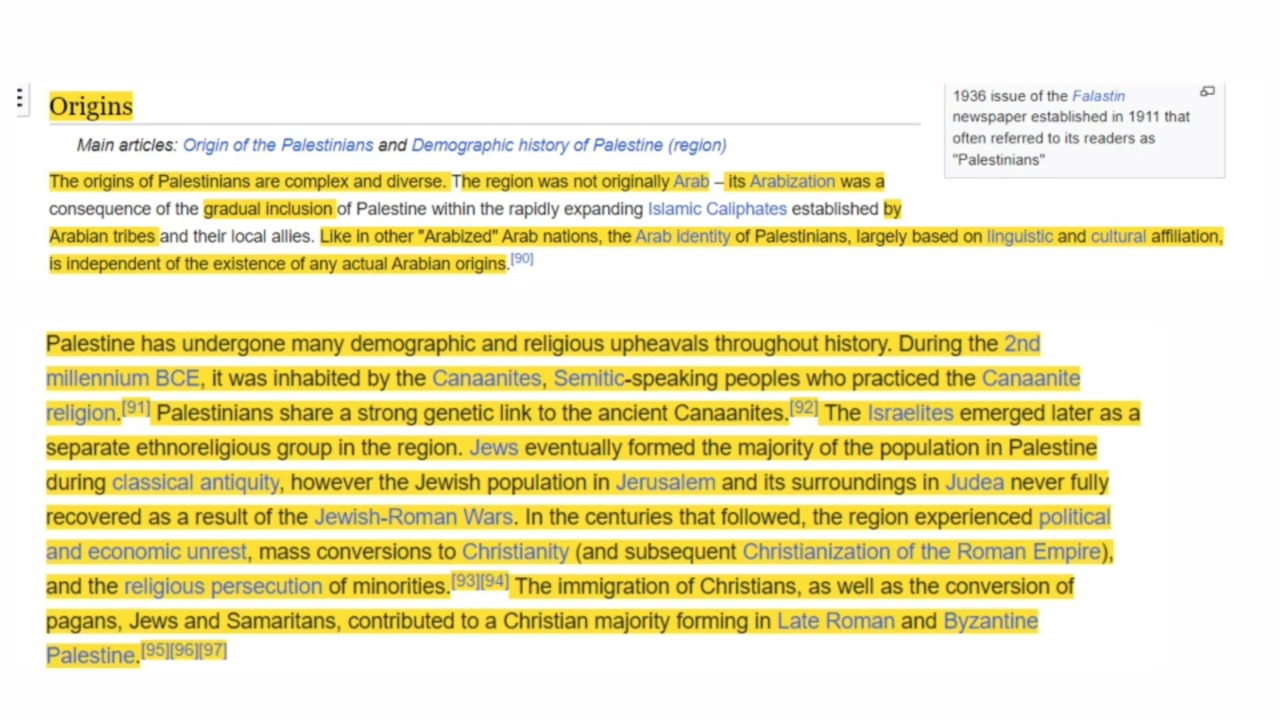 Origins
1936 issue of the Falastin
newspaper established in 1911 that
often referred to its readers as
"Palestinians"
Main articles: Origin of the Palestinians and Demographic history of Palestine (region)
The origins of Palestinians are complex and diverse. The region was not originally Arab – its Arabization was a
consequence of the gradual inclusion of Palestine within the rapidly expanding Islamic Caliphates established by
Arabian tribes and their local allies. Like in other "Arabized" Arab nations, the Arab identity of Palestinians, largely based on linguistic and cultural affiliation,
is independent of the existence of any actual Arabian origins.[90]
Palestine has undergone many demographic and religious upheavals throughout history. During the 2nd
millennium BCE, it was inhabited by the Canaanites, Semitic-speaking peoples who practiced the Canaanite
religion.[91] Palestinians share a strong genetic link to the ancient Canaanites.[92] The Israelites emerged later as a
separate ethnoreligious group in the region. Jews eventually formed the majority of the population in Palestine
during classical antiquity, however the Jewish population in Jerusalem and its surroundings in Judea never fully
recovered as a result of the Jewish-Roman Wars. In the centuries that followed, the region experienced political
and economic unrest, mass conversions to Christianity (and subsequent Christianization of the Roman Empire),
and the religious persecution of minorities.[93][94] The immigration of Christians, as well as the conversion of
pagans, Jews and Samaritans, contributed to a Christian majority forming in Late Roman and Byzantine
Palestine.[95][96][97]